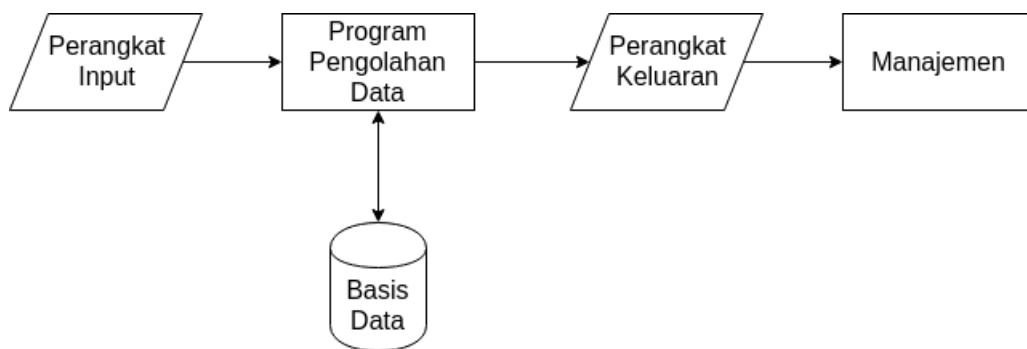 Perangkat
Input
Program
Pengolahan
Data
Perangkat
Keluaran
Manajemen
Basis
Data